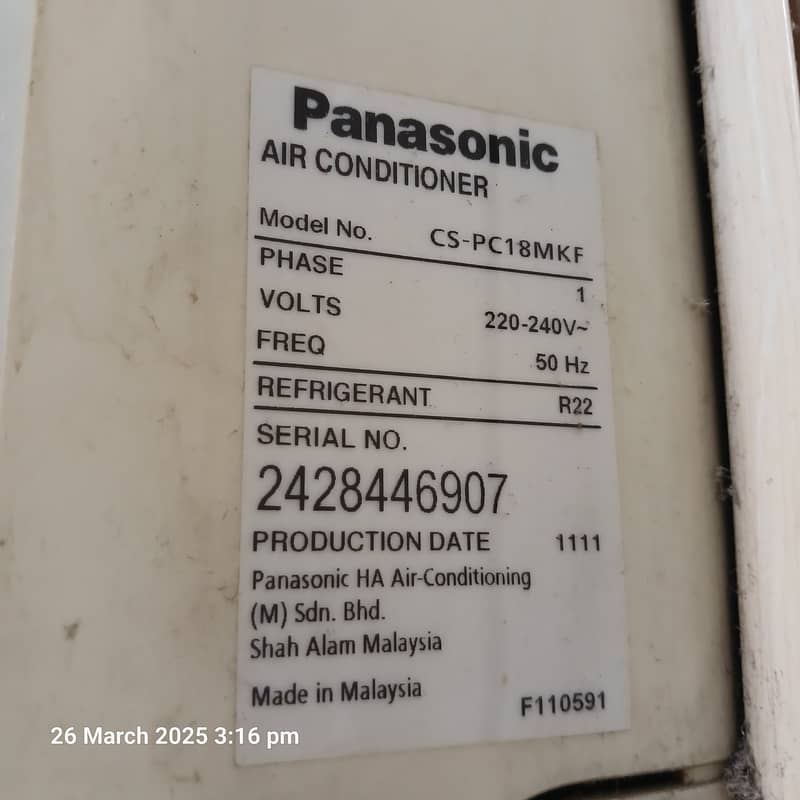 Panasonic
AIR CONDITIONER
Model No. CS-PC18MKF
PHASE 1
VOLTS 220-240V~
FREQ 50 Hz
REFRIGERANT R22
SERIAL NO.
2428446907
PRODUCTION DATE 1111
Panasonic HA Air-Conditioning
(M) Sdn. Bhd.
Shah Alam Malaysia
Made in Malaysia F110591
26 March 2025 3:16 pm